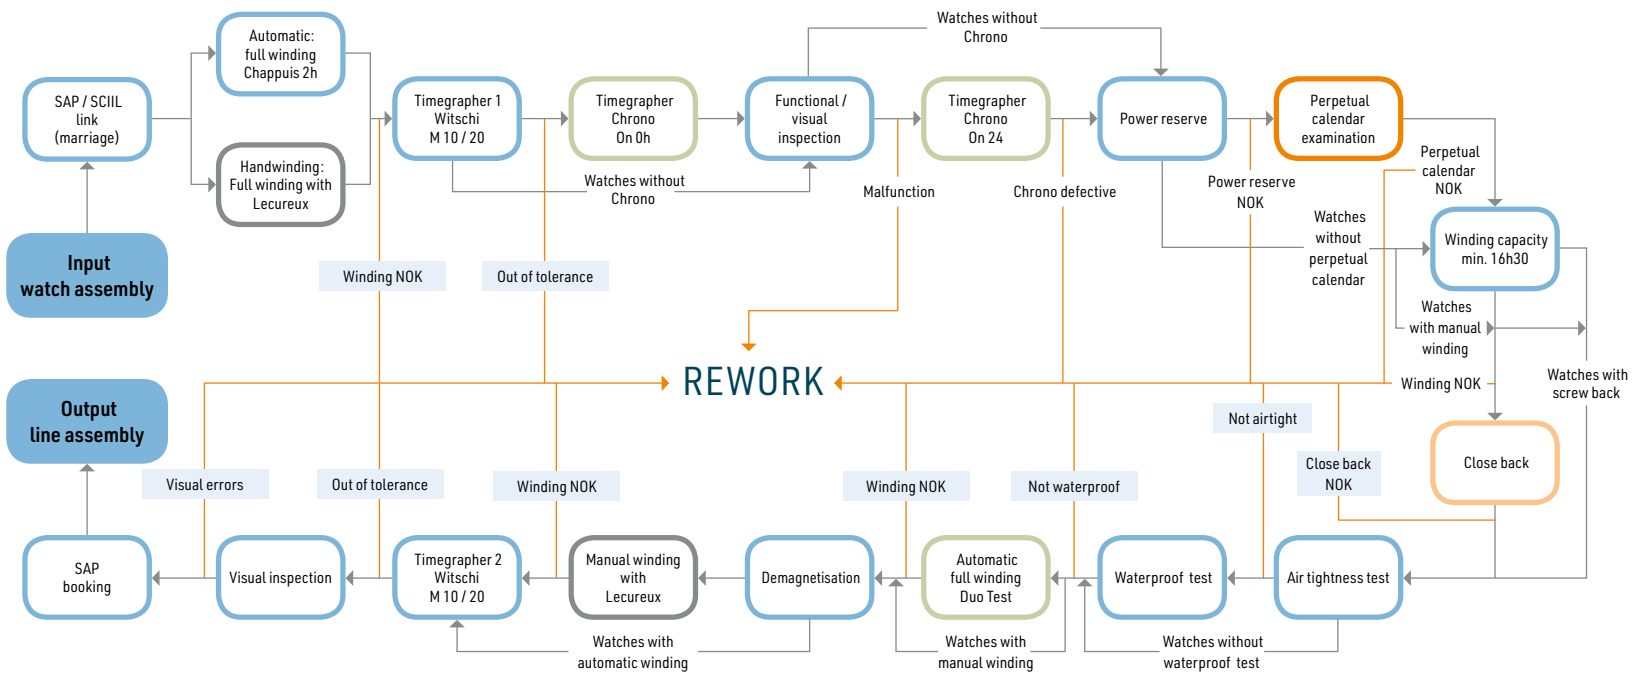 Watches without
Chrono
Automatic:
full winding
Chappuis 2h
SAP / SCIIL
link
(marriage)
Timegrapher 1
Witschi
M 10 / 20
Timegrapher
Chrono
On 0h
Functional /
visual
inspection
Timegrapher
Chrono
On 24
Power reserve
Perpetual
calendar
examination
Handwinding:
Full winding with
Lecureux
Watches without
Chrono
Malfunction
Chrono defective
Power reserve
NOK
Perpetual
calendar
NOK
Input
watch assembly
Winding NOK
Out of tolerance
Watches
without
perpetual
calendar
Winding capacity
min. 16h30
Watches
with manual
winding
REWORK
Winding NOK
Watches with
screw back
Output
line assembly
Not airtight
Close back
Visual errors
Out of tolerance
Winding NOK
Winding NOK
Not waterproof
Close back
NOK
SAP
booking
Visual inspection
Timegrapher 2
Witschi
M 10 / 20
Manual winding
with
Lecureux
Demagnetisation
Automatic
full winding
Duo Test
Waterproof test
Air tightness test
Watches with
automatic winding
Watches with
manual winding
Watches without
waterproof test